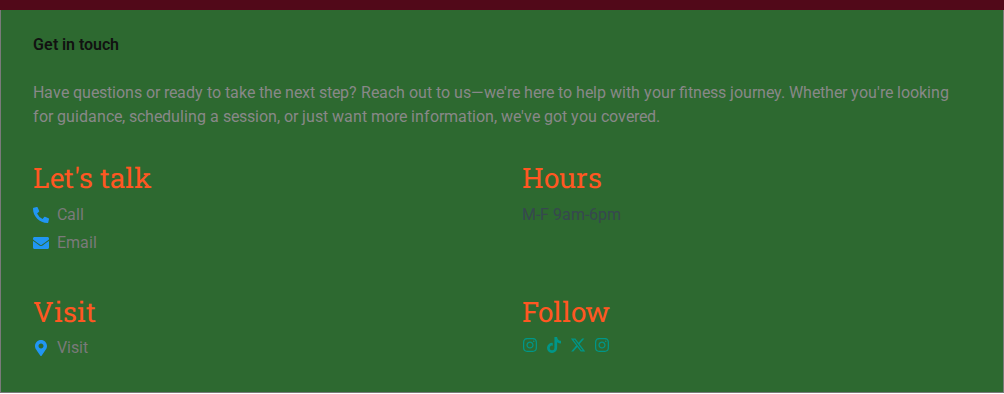 Get in touch
Have questions or ready to take the next step? Reach out to us—we're here to help with your fitness journey. Whether you're looking
for guidance, scheduling a session, or just want more information, we've got you covered.
Let's talk
Call
Email
Hours
M-F 9am-6pm
Visit
Visit
Follow